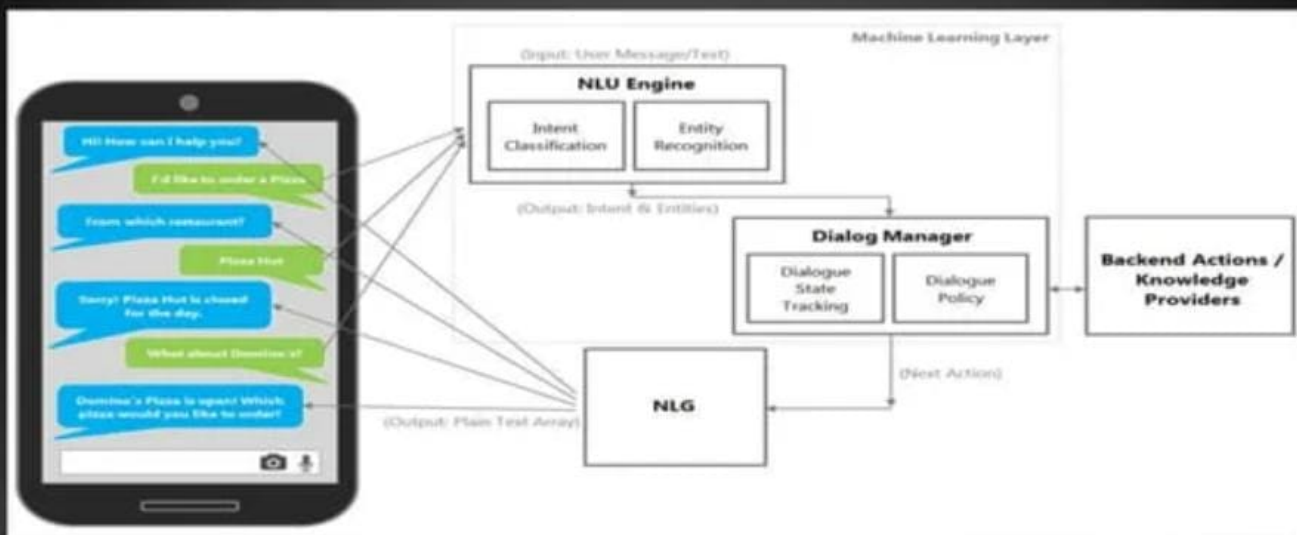 Machine Learning Layer
(Input: User Message/Text)
NLU Engine
Intent
Classification
Entity
Recognition
(Output: Intent & Entities)
Dialog Manager
Dialogue
State
Tracking
Dialogue
Policy
Backend Actions /
Knowledge
Providers
(Next Action)
NLG
(Output: Plain Text Array)
Hi! How can I help you?
I'd like to order a Pizza
From which restaurant?
Pizza Hut
Sorry! Pizza Hut is closed
for the day.
What about Domino's?
Domino's Pizza is open! Which
pizza would you like to order?